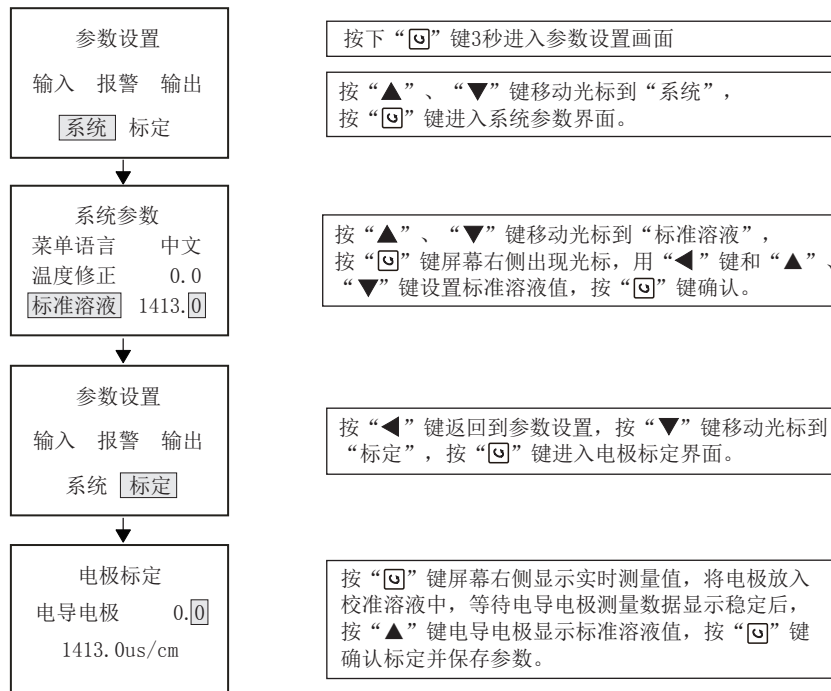 参数设置
输入 报警 输出
系统 标定
按下“ ”键3秒进入参数设置画面
按“▲”、“▼”键移动光标到“系统”，
按“ ”键进入系统参数界面。
系统参数
菜单语言 中文
温度修正 0.0
标准溶液 1413.0
按“▲”、“▼”键移动光标到“标准溶液”，
按“ ”键屏幕右侧出现光标，用“◀”键和“▲”、
“▼”键设置标准溶液值，按“ ”键确认。
参数设置
输入 报警 输出
系统 标定
按“◀”键返回到参数设置，按“▼”键移动光标到
“标定”，按“ ”键进入电极标定界面。
电极标定
电导电极 0.0
1413.0us/cm
按“ ”键屏幕右侧显示实时测量值，将电极放入
校准溶液中，等待电导电极测量数据显示稳定后，
按“▲”键电导电极显示标准溶液值，按“ ”键
确认标定并保存参数。